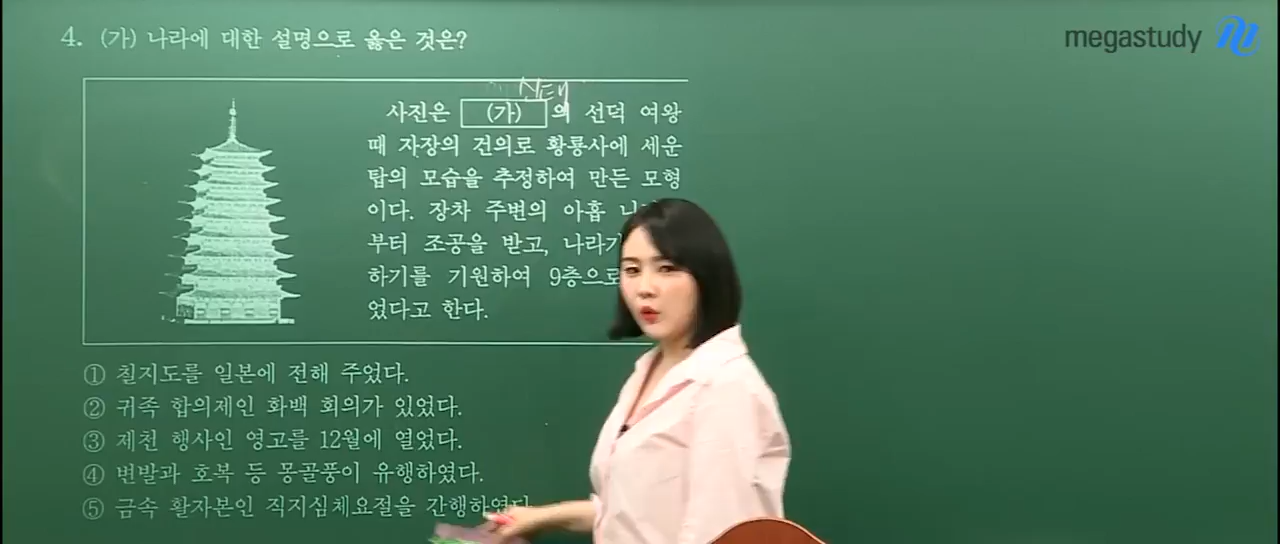 megastudy
4. (가) 나라에 대한 설명으로 옳은 것은?
사진은 (가) 의 선덕 여왕
때 자장의 건의로 황룡사에 세운
탑의 모습을 추정하여 만든 모형
이다. 장차 주변의 아홉
부터 조공을 받고,
하기를 기원하여 9층으로
었다고 한다.
① 칠지도를 일본에 전해 주었다.
② 귀족 합의제인 화백 회의가 있었다.
③ 제천 행사인 영고를 12월에 열었다.
④ 변발과 호복 등 몽골풍이 유행하였다.
⑤ 금속 활자본인 직지심체요절을 간행하였다